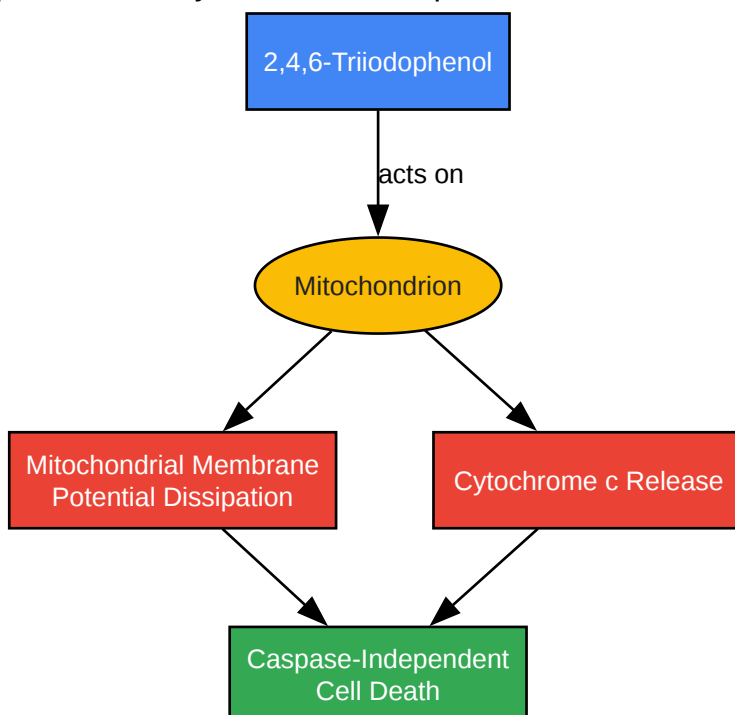 2,4,6-Triiodophenol
acts on
Mitochondrion
Mitochondrial Membrane
Potential Dissipation
Cytochrome c Release
Caspase-Independent
Cell Death